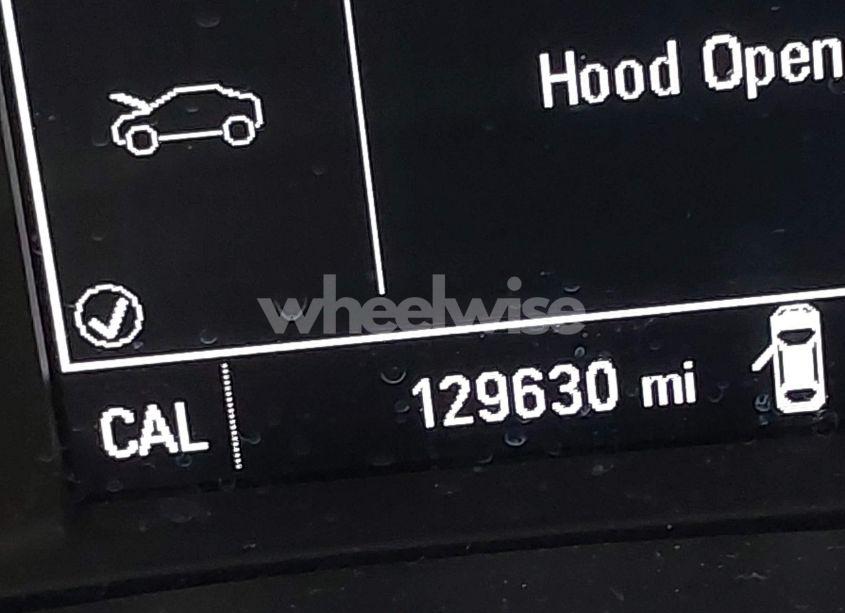 Hood Open
wheelwise
129630 mi
CAL